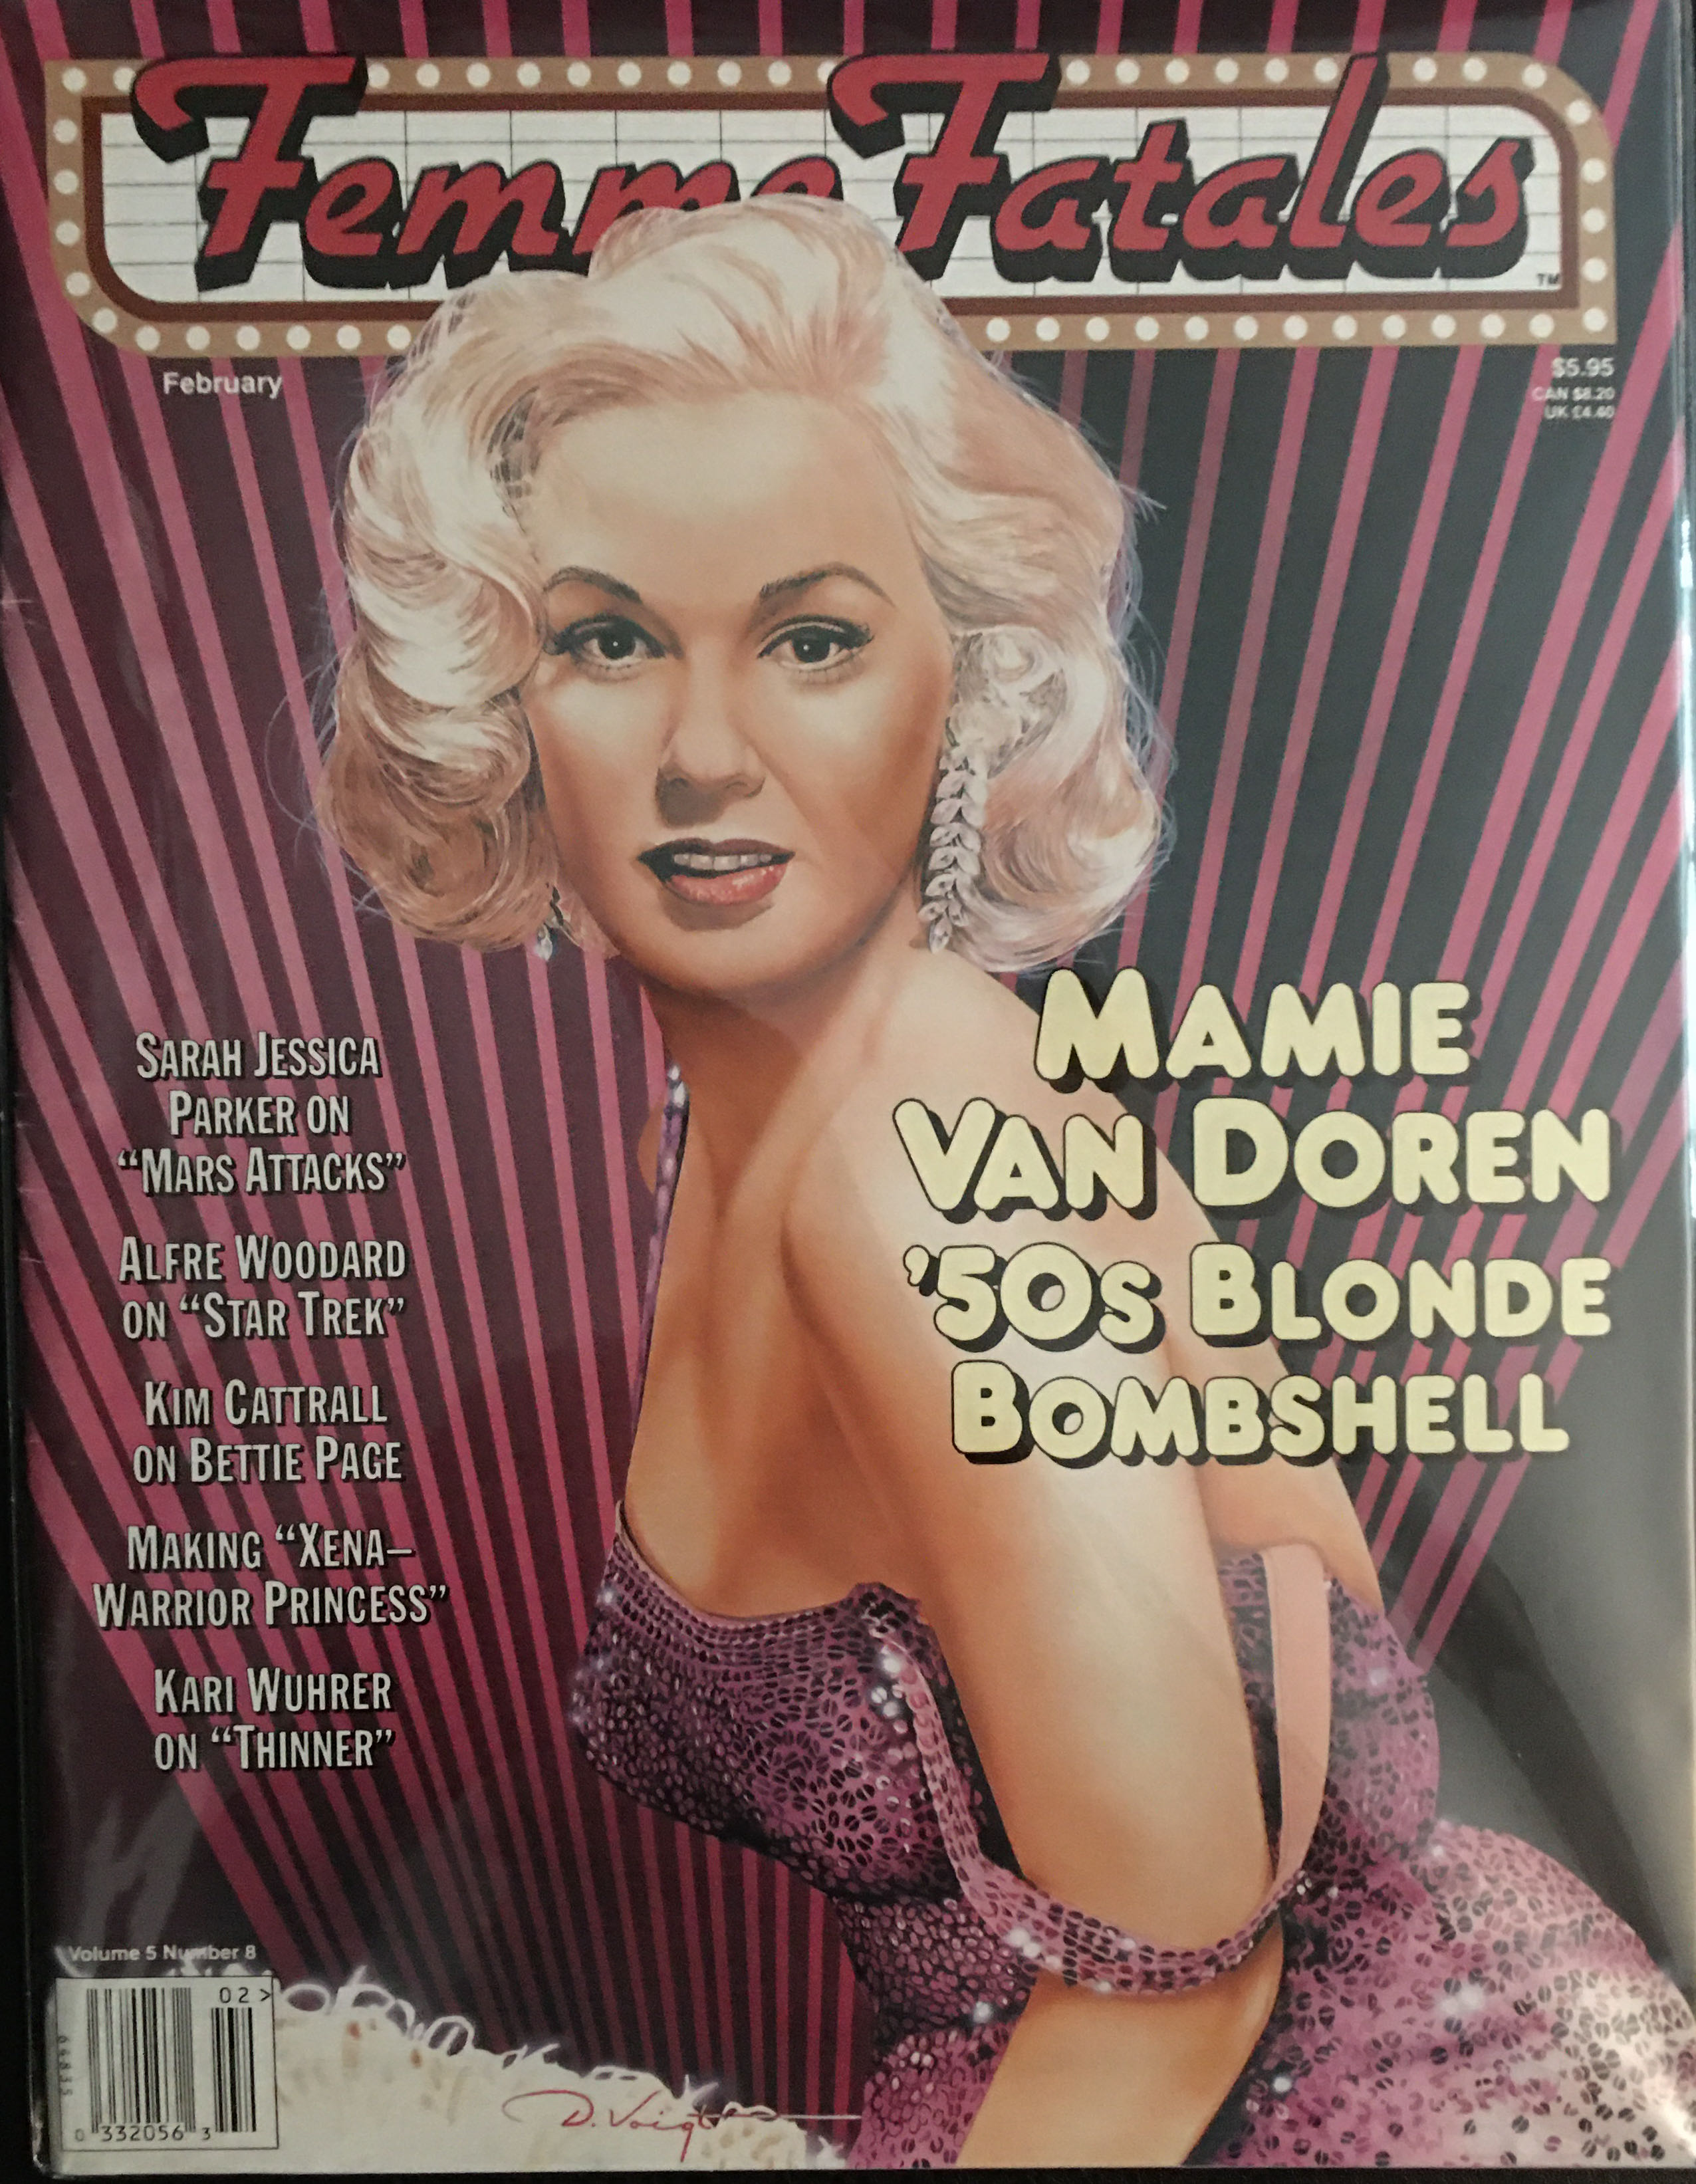 Femme Fatales
TM
February
$5.95
CAN $8.20
UK £4.40
SARAH JESSICA
PARKER ON
“MARS ATTACKS”
ALFRE WOODARD
ON “STAR TREK”
KIM CATTRALL
ON BETTIE PAGE
MAKING “XENA–
WARRIOR PRINCESS”
KARI WUHRER
ON “THINNER”
MAMIE
VAN DOREN
’50S BLONDE
BOMBSHELL
Volume 5 Number 8
02>
0 332056 3
D. Voigt